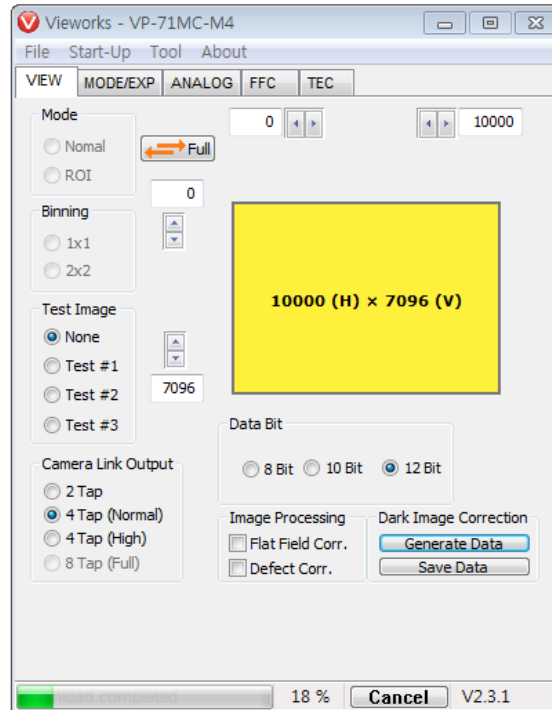 Vieworks - VP-71MC-M4
File Start-Up Tool About
VIEW MODE/EXP ANALOG FFC TEC
Mode
Nomal
ROI
Full
0
10000
0
Binning
1x1
2x2
10000 (H) × 7096 (V)
Test Image
None
Test #1
Test #2
Test #3
7096
Data Bit
8 Bit 10 Bit 12 Bit
Camera Link Output
2 Tap
4 Tap (Normal)
4 Tap (High)
8 Tap (Full)
Image Processing
Flat Field Corr.
Defect Corr.
Dark Image Correction
Generate Data
Save Data
completed 18 % Cancel V2.3.1